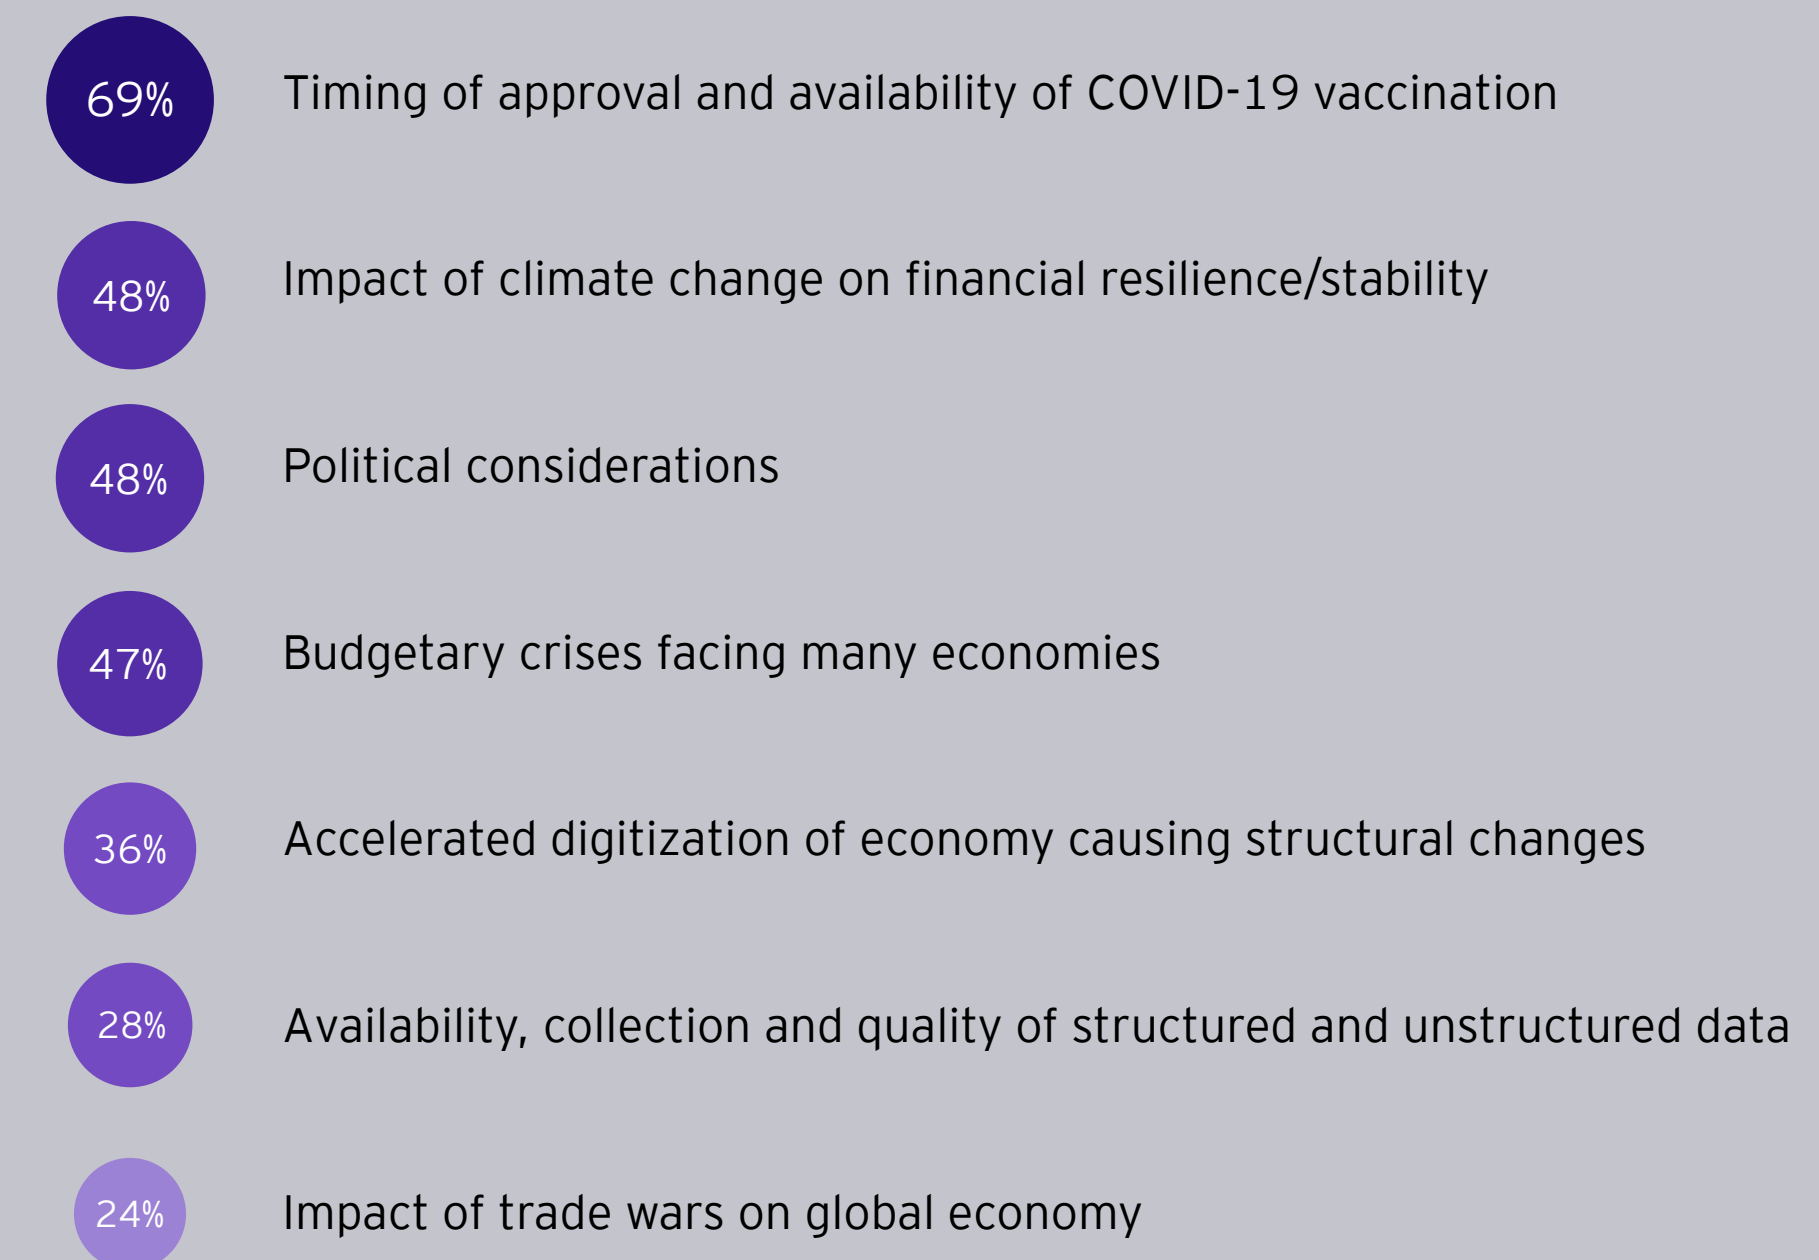 69% Timing of approval and availability of COVID-19 vaccination
48% Impact of climate change on financial resilience/stability
48% Political considerations
47% Budgetary crises facing many economies
36% Accelerated digitization of economy causing structural changes
28% Availability, collection and quality of structured and unstructured data
24% Impact of trade wars on global economy